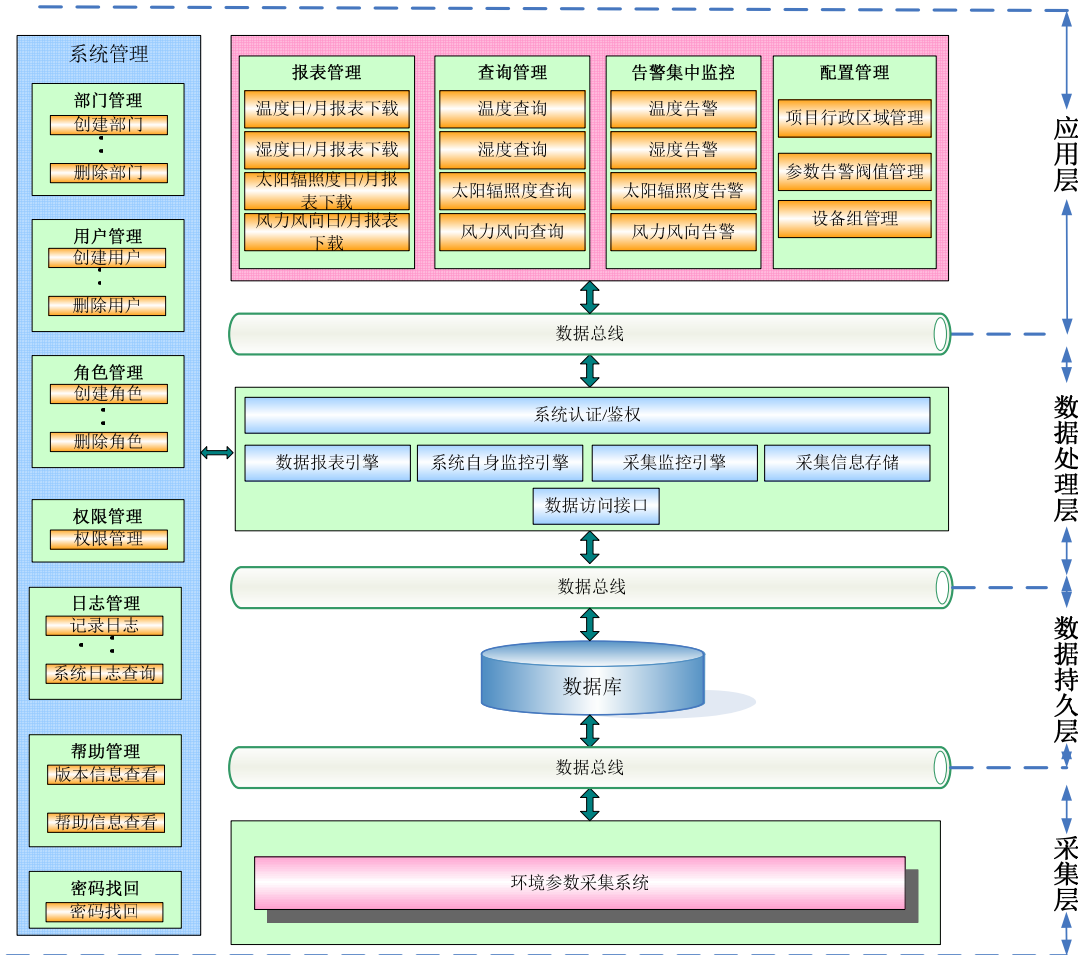 系统管理
部门管理
创建部门
删除部门
用户管理
创建用户
删除用户
角色管理
创建角色
删除角色
权限管理
权限管理
日志管理
记录日志
系统日志查询
帮助管理
版本信息查看
帮助信息查看
密码找回
密码找回
报表管理
温度日/月报表下载
湿度日/月报表下载
太阳辐照度日/月报
表下载
风力风向日/月报表
下载
查询管理
温度查询
湿度查询
太阳辐照度查询
风力风向查询
告警集中监控
温度告警
湿度告警
太阳辐照度告警
风力风向告警
配置管理
项目行政区域管理
参数告警阀值管理
设备组管理
数据总线
系统认证/鉴权
数据报表引擎
系统自身监控引擎
采集监控引擎
采集信息存储
数据访问接口
数据总线
数据库
数据总线
环境参数采集系统
应用层
数据处理层
数据持久层
采集层